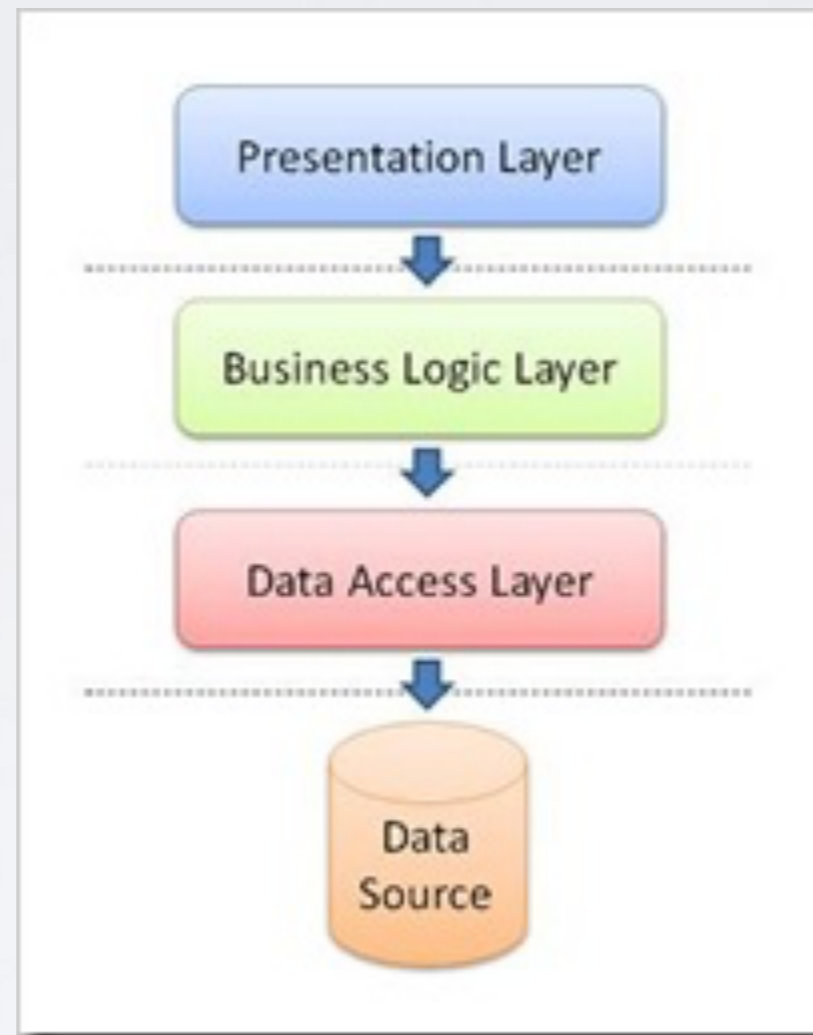 Presentation Layer
Business Logic Layer
Data Access Layer
Data
Source